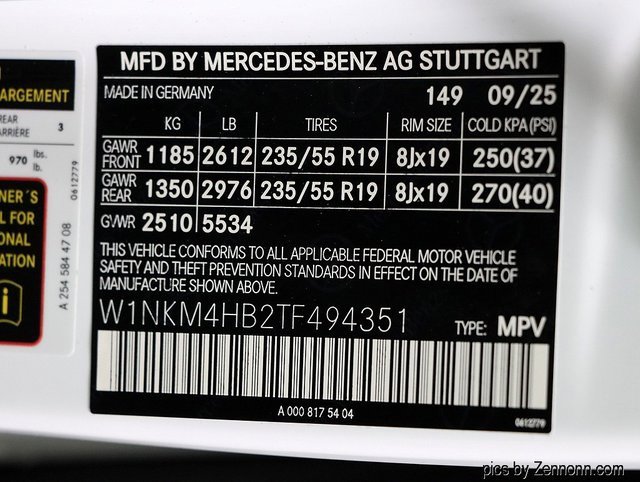 MFD BY MERCEDES-BENZ AG STUTTGART
MADE IN GERMANY 149 09/25
KG LB TIRES RIM SIZE COLD KPA(PSI)
GAWR FRONT 1185 2612 235/55 R19 8Jx19 250(37)
GAWR REAR 1350 2976 235/55 R19 8Jx19 270(40)
GVWR 2510 5534
THIS VEHICLE CONFORMS TO ALL APPLICABLE FEDERAL MOTOR VEHICLE
SAFETY AND THEFT PREVENTION STANDARDS IN EFFECT ON THE DATE OF
MANUFACTURE SHOWN ABOVE.
W1NKM4HB2TF494351 TYPE: MPV
A 000 817 54 04
0612779
ARGEMENT
REAR
ARRIÈRE 3
970 lbs.
lb.
0612779
NER´S
L FOR
ONAL
ATION
i
A 254 584 47 08
pics by Zennonn.com